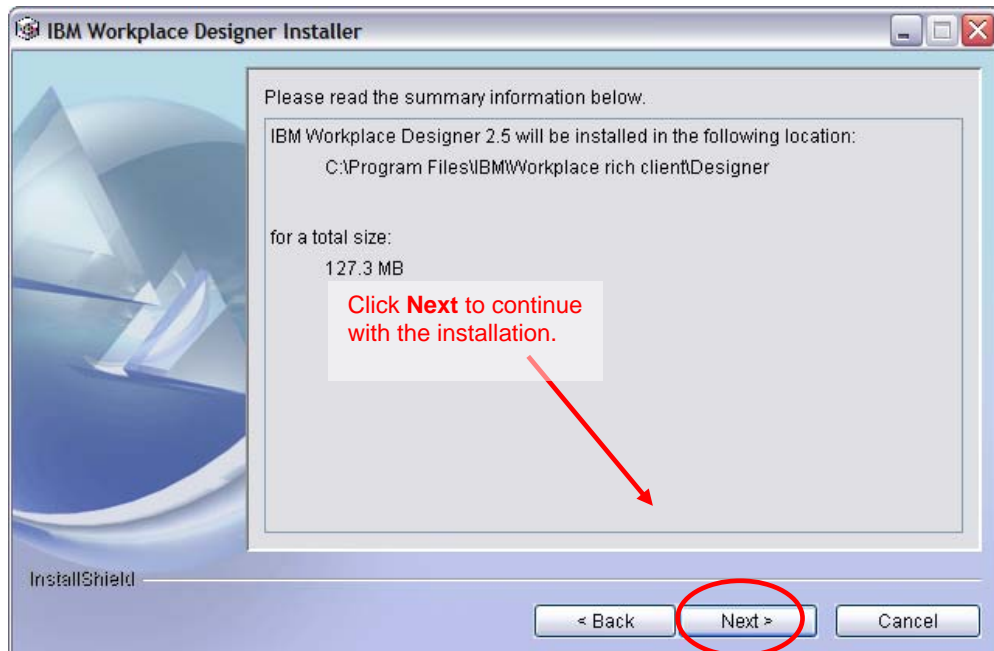 IBM Workplace Designer Installer
Please read the summary information below.
IBM Workplace Designer 2.5 will be installed in the following location:
C:\Program Files\IBM\Workplace rich client\Designer
for a total size:
127.3 MB
Click Next to continue
with the installation.
InstallShield
< Back
Next >
Cancel